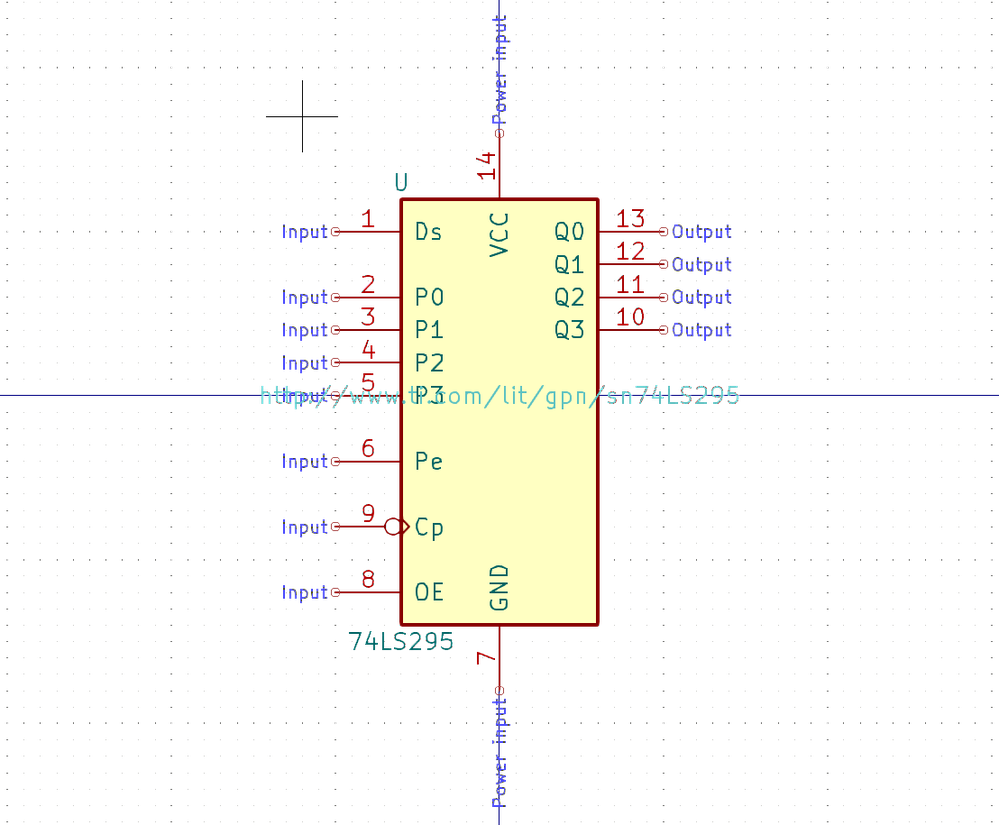 Power input
14
U
1
13
Input
Ds
VCC
Q0
Output
12
Q1
Output
2
11
Input
P0
Q2
Output
3
10
Input
P1
Q3
Output
4
Input
P2
5
Input
P3
http://www.ti.com/lit/gpn/sn74LS295
6
Input
Pe
9
Input
Cp
8
Input
OE
GND
74LS295
7
Power input